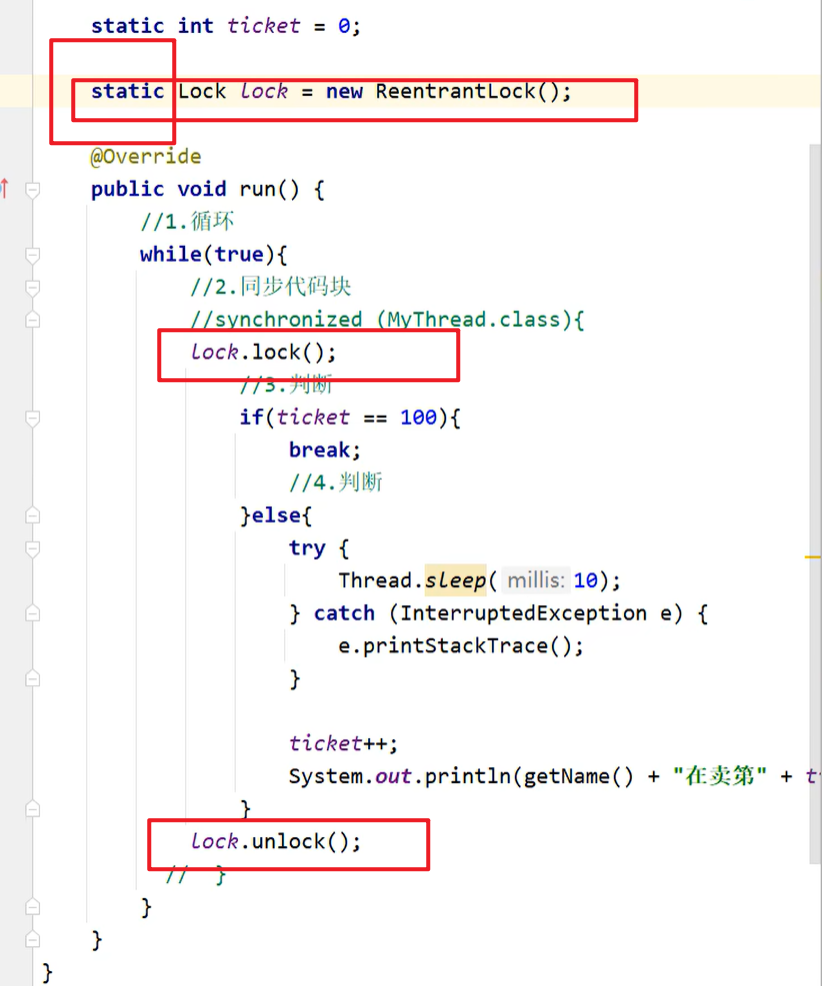 static int ticket = 0;
static Lock lock = new ReentrantLock();
@Override
public void run() {
//1.循环
while(true){
//2.同步代码块
//synchronized (MyThread.class){
lock.lock();
//3.判断
if(ticket == 100){
break;
//4.判断
}else{
try {
Thread.sleep( millis: 10);
} catch (InterruptedException e) {
e.printStackTrace();
}
ticket++;
System.out.println(getName() + "在卖第" + 
}
lock.unlock();
// }
}
}
}